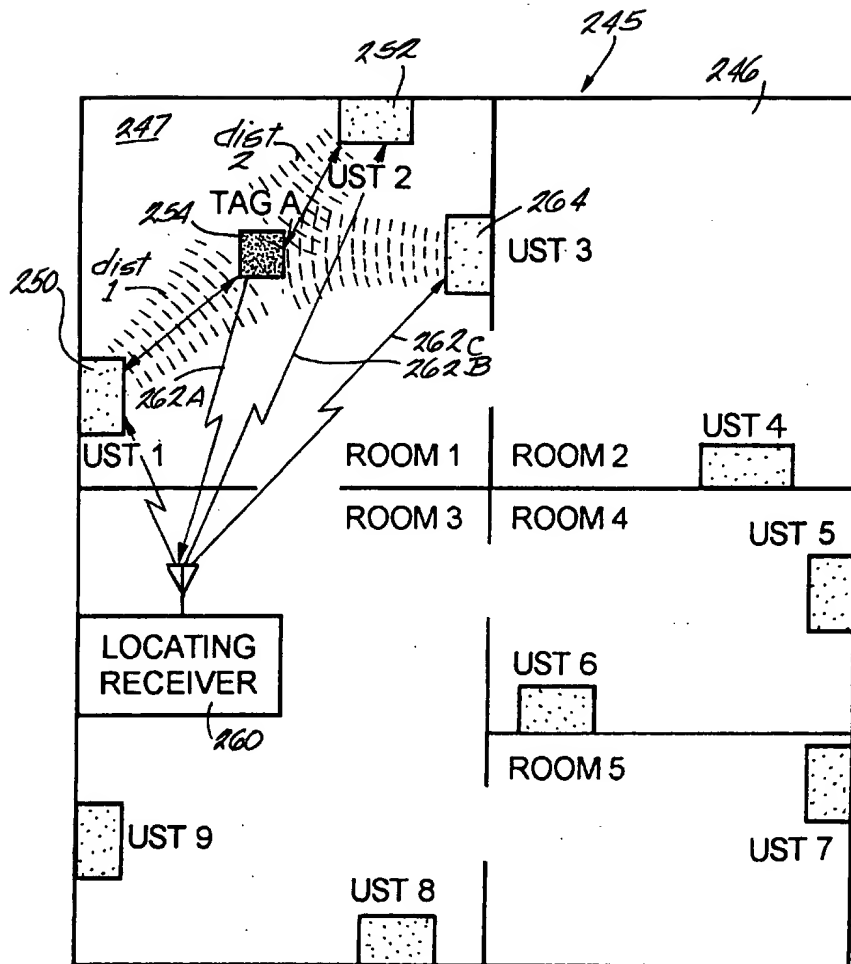 245
252
246
247
dist 2
UST 2
TAG A
254
264
UST 3
dist 1
250
262C
262B
262A
UST 1
ROOM 1
ROOM 2
UST 4
ROOM 3
ROOM 4
UST 5
LOCATING
RECEIVER
260
UST 6
ROOM 5
UST 7
UST 9
UST 8